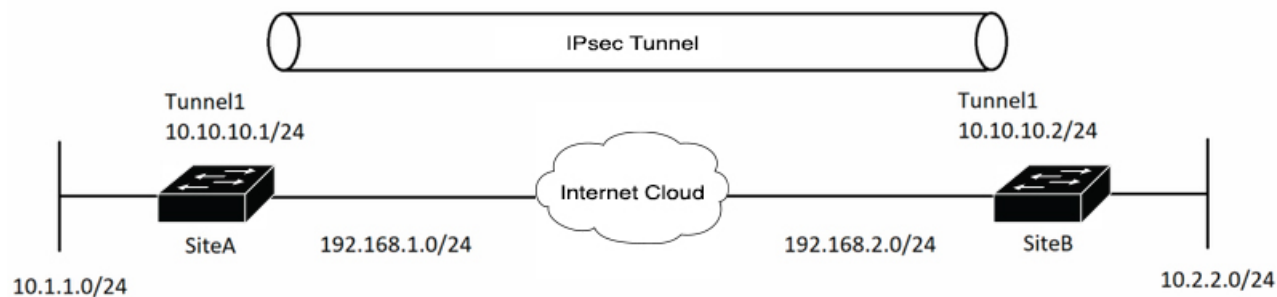 IPsec Tunnel
Tunnel1
10.10.10.1/24
Tunnel1
10.10.10.2/24
Internet Cloud
SiteA
192.168.1.0/24
192.168.2.0/24
SiteB
10.1.1.0/24
10.2.2.0/24